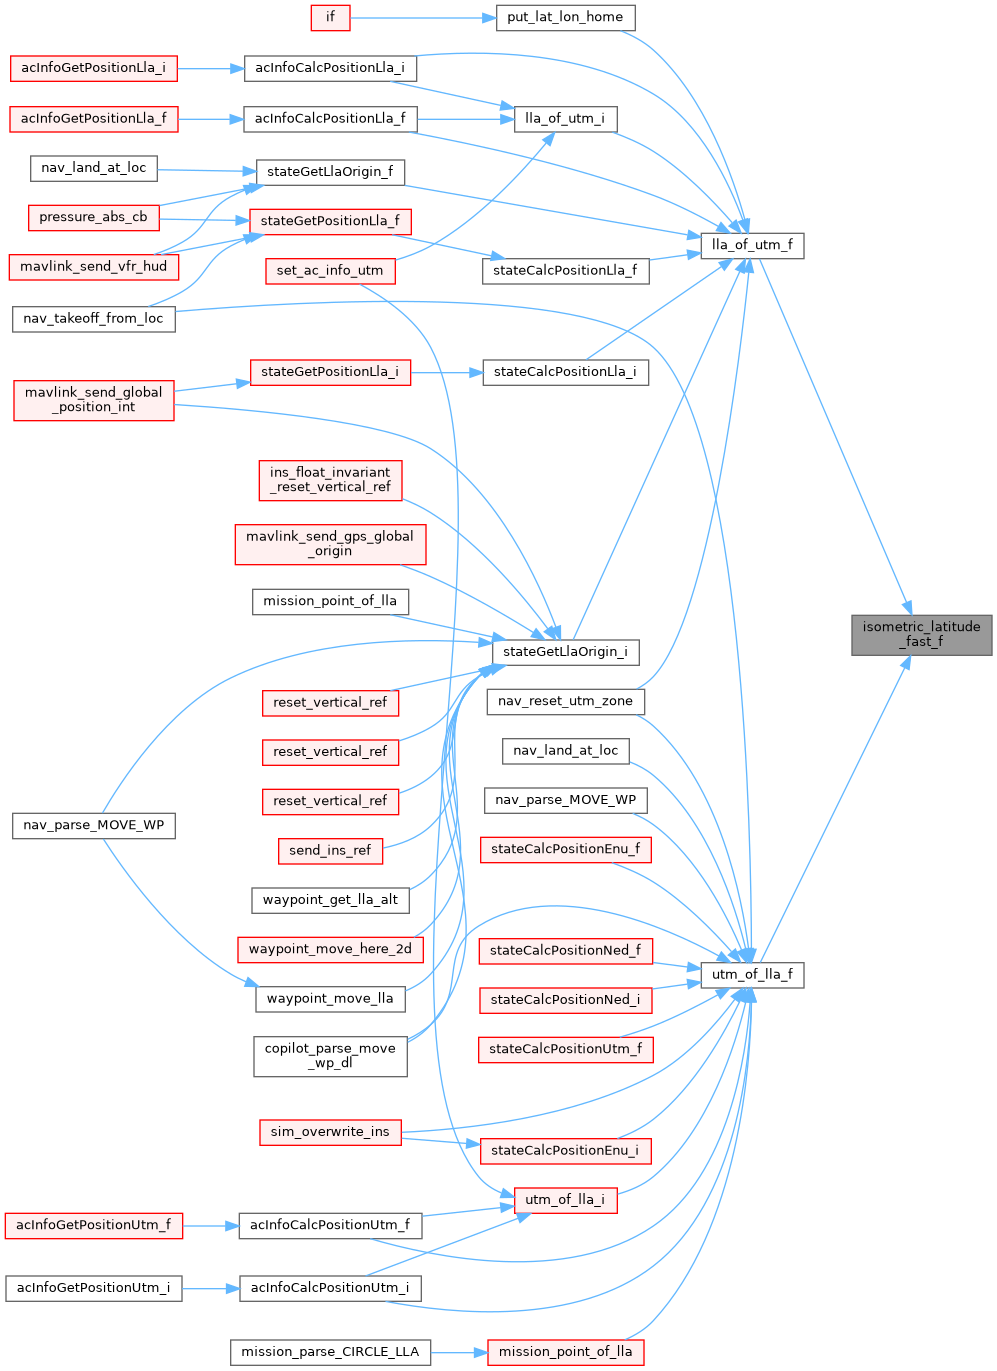 if
put_lat_lon_home
acInfoGetPositionLla_i
acInfoCalcPositionLla_i
acInfoGetPositionLla_f
acInfoCalcPositionLla_f
lla_of_utm_i
nav_land_at_loc
stateGetLlaOrigin_f
pressure_abs_cb
stateGetPositionLla_f
lla_of_utm_f
mavlink_send_vfr_hud
set_ac_info_utm
stateCalcPositionLla_f
nav_takeoff_from_loc
stateGetPositionLla_i
stateCalcPositionLla_i
mavlink_send_global
_position_int
ins_float_invariant
_reset_vertical_ref
mavlink_send_gps_global
_origin
mission_point_of_lla
isometric_latitude
_fast_f
stateGetLlaOrigin_i
reset_vertical_ref
nav_reset_utm_zone
reset_vertical_ref
nav_land_at_loc
reset_vertical_ref
nav_parse_MOVE_WP
nav_parse_MOVE_WP
send_ins_ref
stateCalcPositionEnu_f
waypoint_get_lla_alt
waypoint_move_here_2d
stateCalcPositionNed_f
utm_of_lla_f
waypoint_move_lla
stateCalcPositionNed_i
copilot_parse_move
_wp_dl
stateCalcPositionUtm_f
sim_overwrite_ins
stateCalcPositionEnu_i
utm_of_lla_i
acInfoGetPositionUtm_f
acInfoCalcPositionUtm_f
acInfoGetPositionUtm_i
acInfoCalcPositionUtm_i
mission_parse_CIRCLE_LLA
mission_point_of_lla